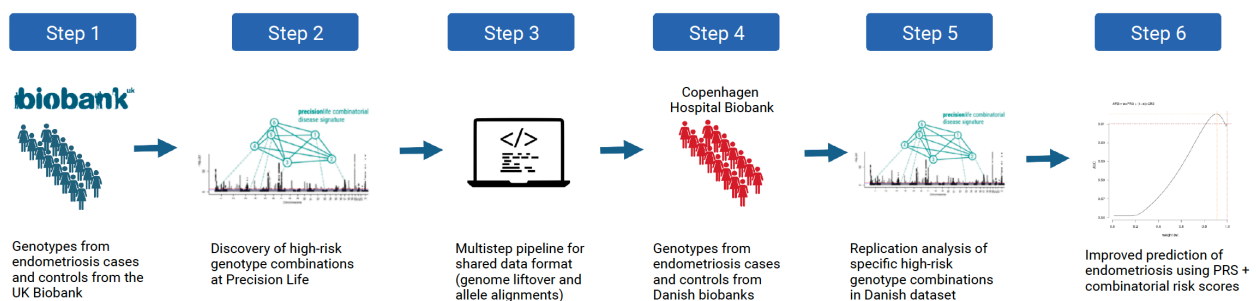 Step 1
Step 2
Step 3
Step 4
Step 5
Step 6
biobank uk
precisionlife combinatorial
disease signature
</>
Copenhagen
Hospital Biobank
precisionlife combinatorial
disease signature
Genotypes from
endometriosis cases
and controls from the
UK Biobank
Discovery of high-risk
genotype combinations
at Precision Life
Multistep pipeline for
shared data format
(genome liftover and
allele alignments)
Genotypes from
endometriosis cases
and controls from
Danish biobanks
Replication analysis of
specific high-risk
genotype combinations
in Danish dataset
Improved prediction of
endometriosis using PRS +
combinatorial risk scores